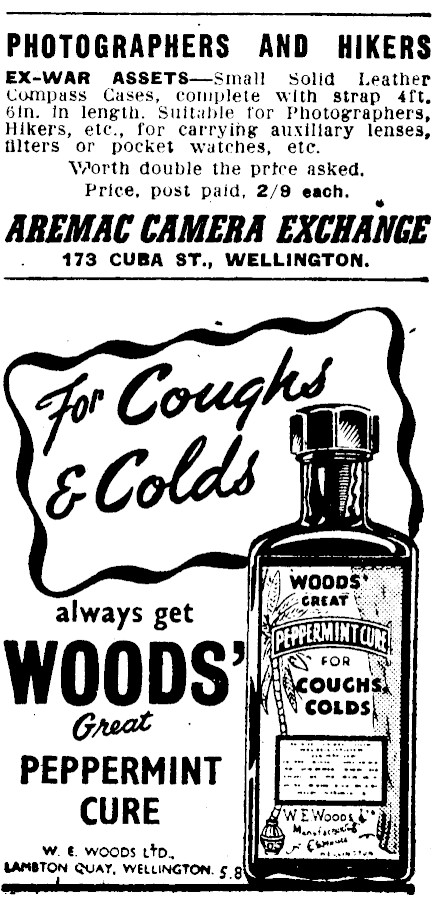 PHOTOGRAPHERS AND HIKERS
EX-WAR ASSETS—Small Solid Leather
Compass Cases, complete with strap 4ft.
6in. in length. Suitable for Photographers,
Hikers, etc., for carrying auxiliary lenses,
filters or pocket watches, etc.
Worth double the price asked.
Price, post paid, 2/9 each.
AREMAC CAMERA EXCHANGE
173 CUBA ST., WELLINGTON.
For Coughs
& Colds
always get
WOODS'
Great
PEPPERMINT
CURE
W. E. WOODS LTD.,
LAMBTON QUAY, WELLINGTON. 5.8
WOODS'
GREAT
PEPPERMINT CURE
FOR
COUGHS,
COLDS
W. E. WOODS Ltd
Manufacturing
WELLINGTON